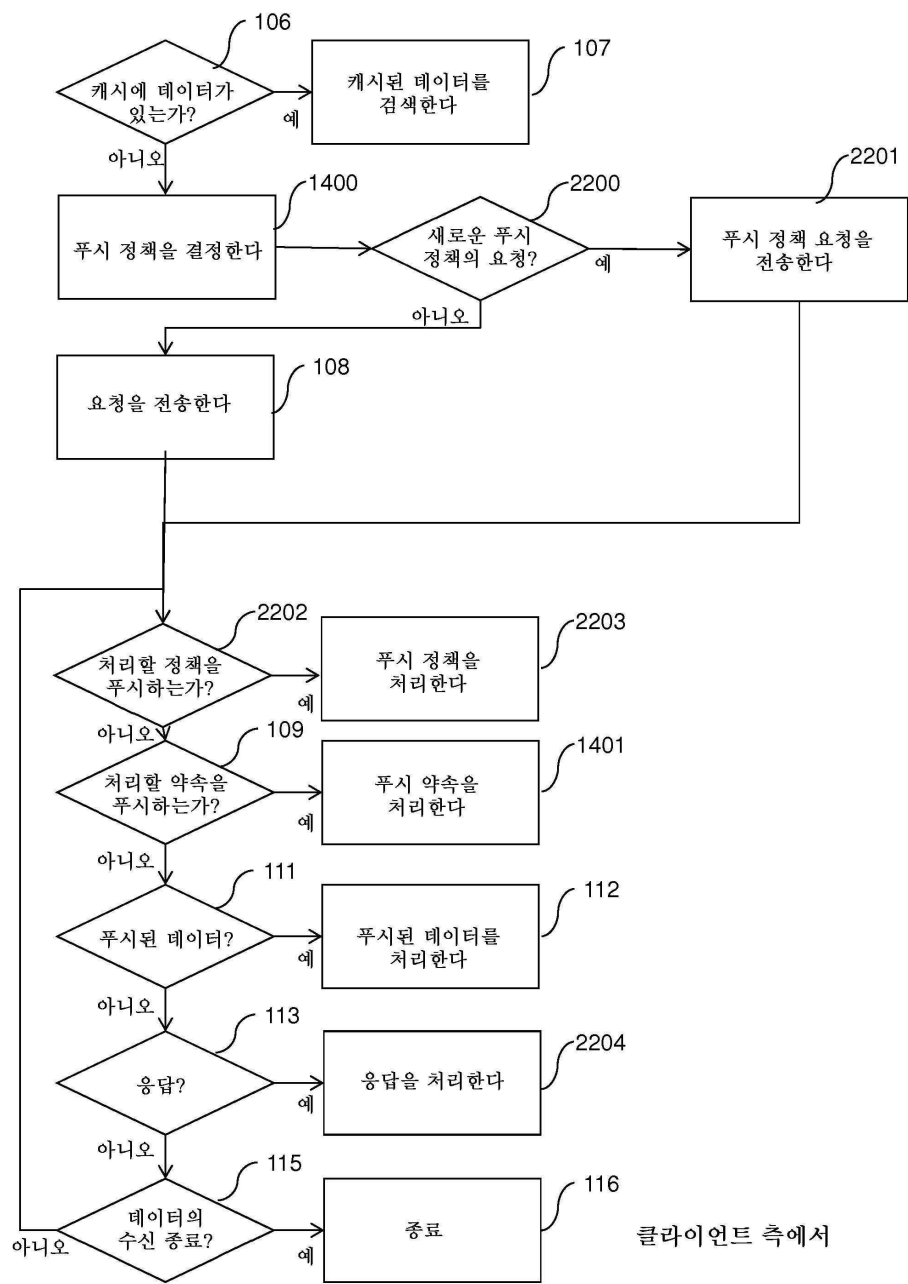 106
캐시에 데이터가
있는가?
예
아니오
107
캐시된 데이터를
검색한다
1400
푸시 정책을 결정한다
2200
새로운 푸시
정책의 요청?
예
아니오
2201
푸시 정책 요청을
전송한다
108
요청을 전송한다
2202
처리할 정책을
푸시하는가?
예
아니오
2203
푸시 정책을
처리한다
109
처리할 약속을
푸시하는가?
예
아니오
1401
푸시 약속을
처리한다
111
푸시된 데이터?
예
아니오
112
푸시된 데이터를
처리한다
113
응답?
예
아니오
2204
응답을 처리한다
115
데이터의
수신 종료?
예
아니오
116
종료
클라이언트 측에서